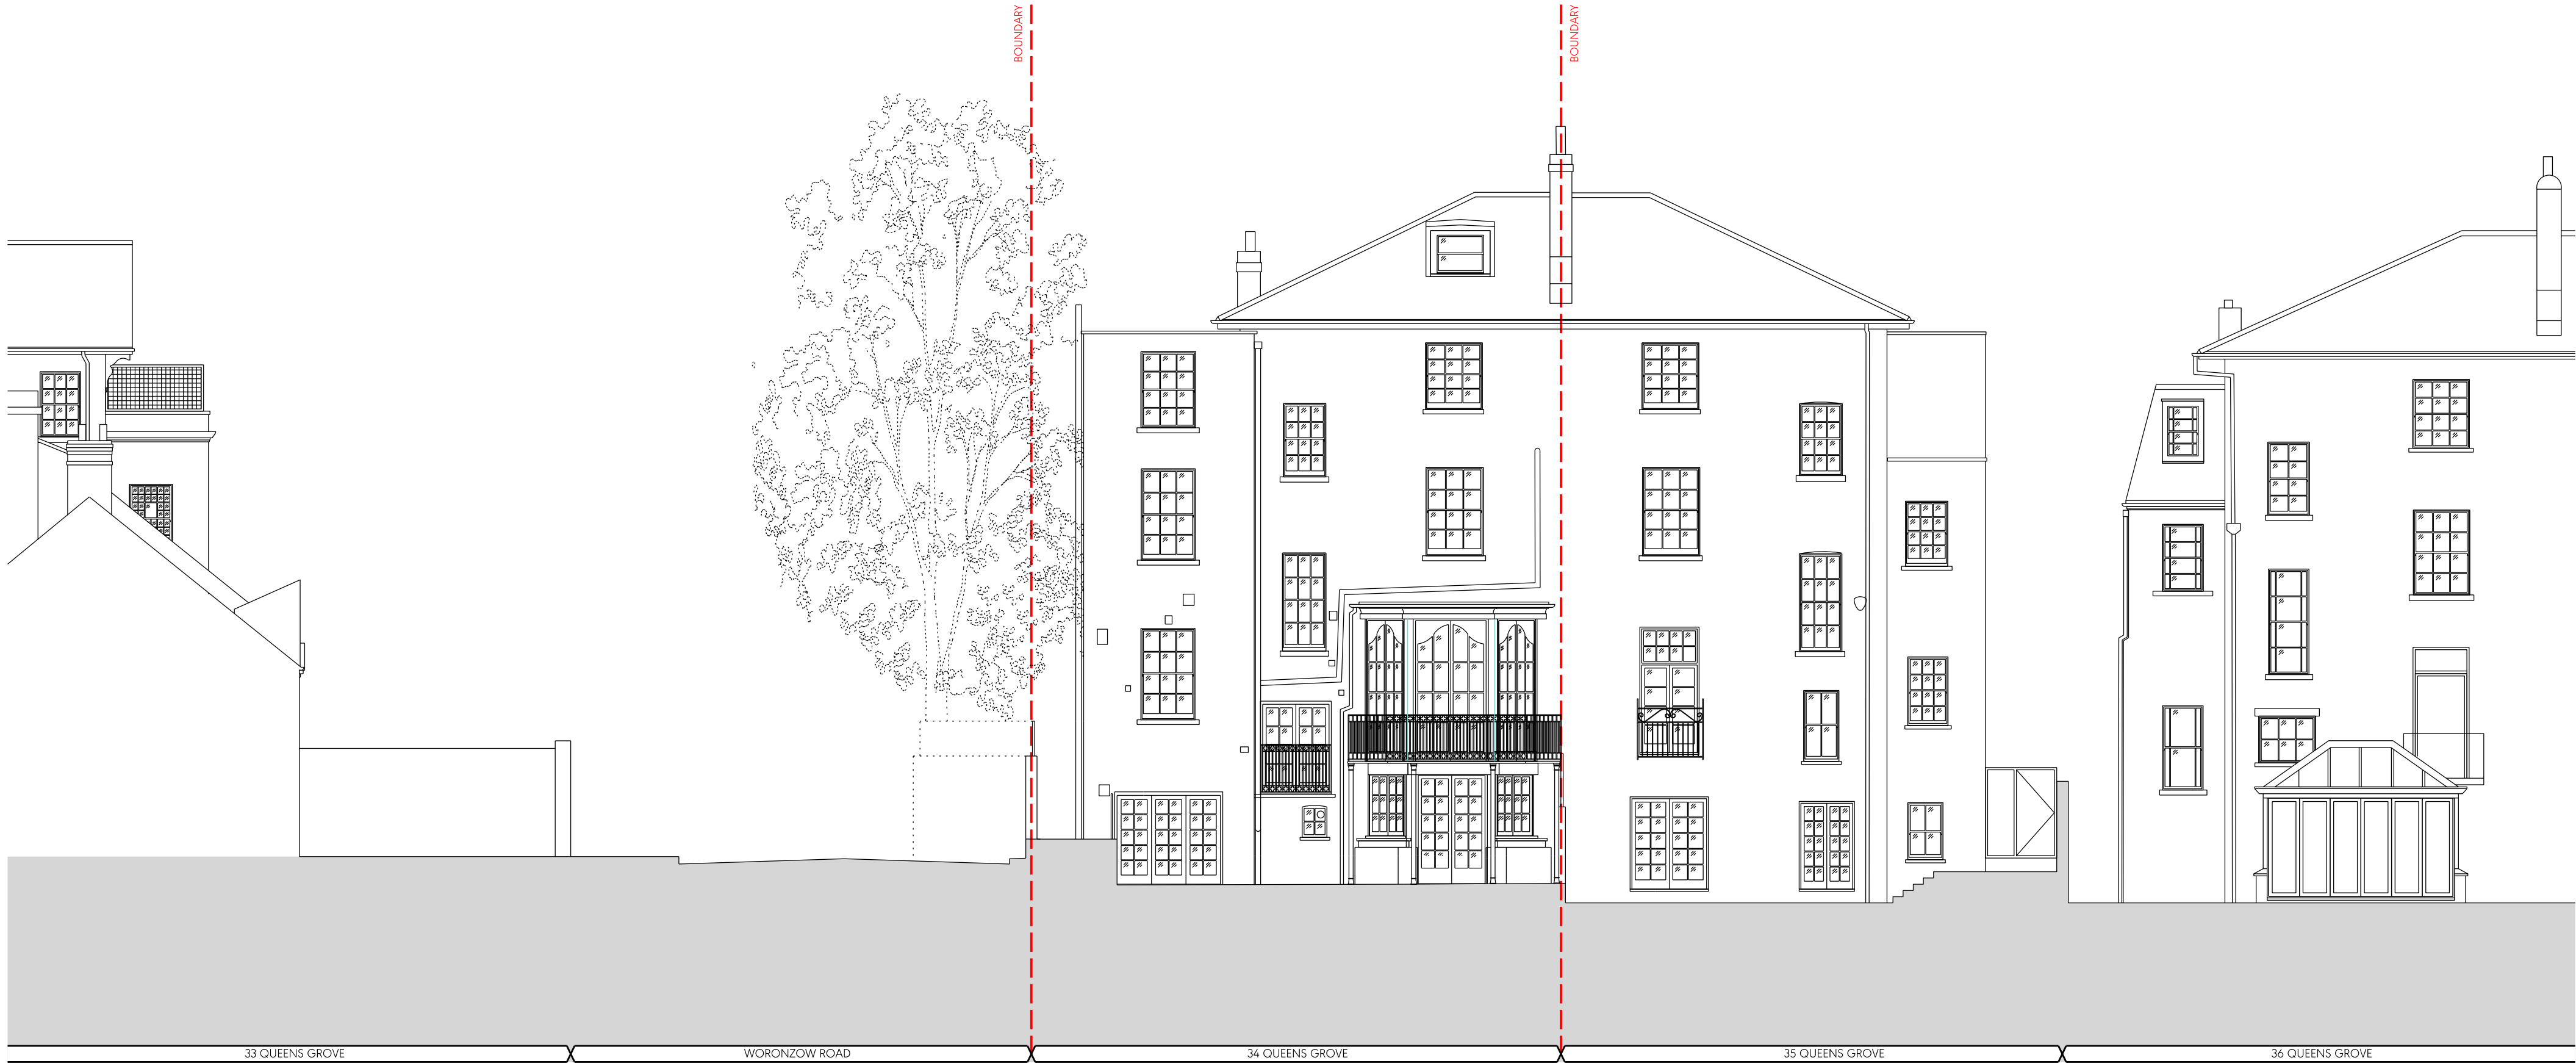 BOUNDARY
BOUNDARY
33 QUEENS GROVE
WORONZOW ROAD
34 QUEENS GROVE
35 QUEENS GROVE
36 QUEENS GROVE